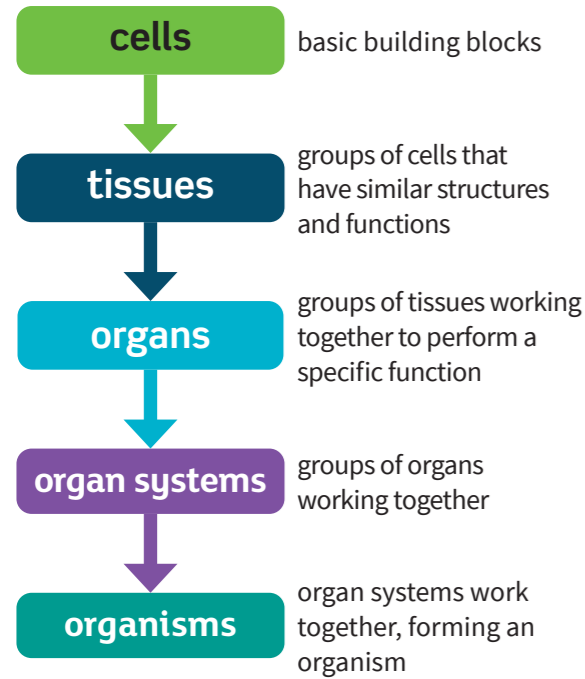 cells
basic building blocks
tissues
groups of cells that
have similar structures
and functions
organs
groups of tissues working
together to perform a
specific function
organ systems
groups of organs
working together
organisms
organ systems work
together, forming an
organism